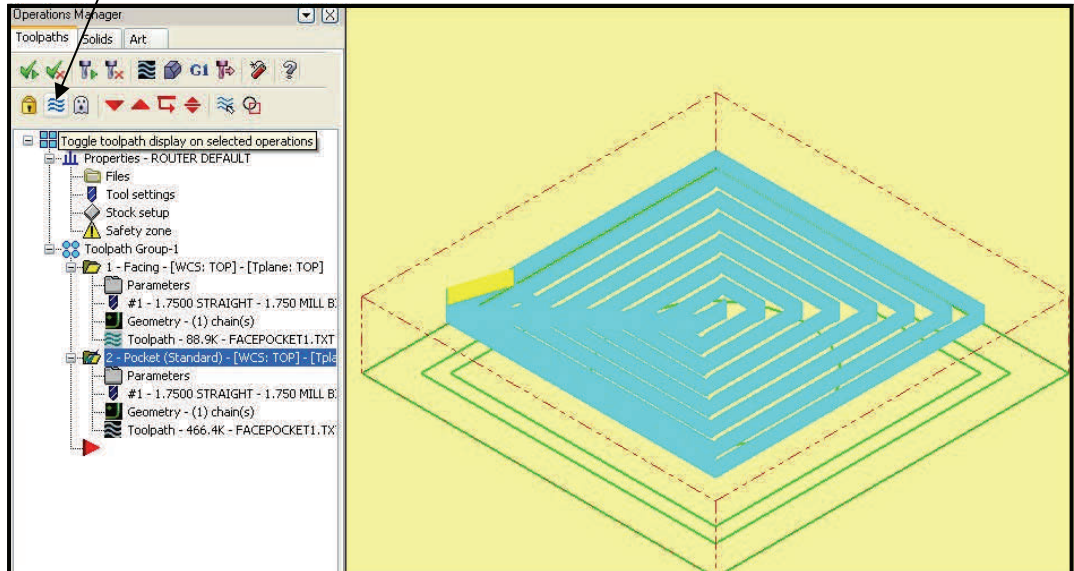 Operations Manager
Toolpaths Solids Art
G1
Toggle toolpath display on selected operations
Properties - ROUTER DEFAULT
Files
Tool settings
Stock setup
Safety zone
Toolpath Group-1
1 - Facing - [WCS: TOP] - [Tplane: TOP]
Parameters
#1 - 1.7500 STRAIGHT - 1.750 MILL B
Geometry - (1) chain(s)
Toolpath - 88.9K - FACEPOCKET1.TXT
2 - Pocket (Standard) - [WCS: TOP] - [Tpla
Parameters
#1 - 1.7500 STRAIGHT - 1.750 MILL B
Geometry - (1) chain(s)
Toolpath - 466.4K - FACEPOCKET1.TX